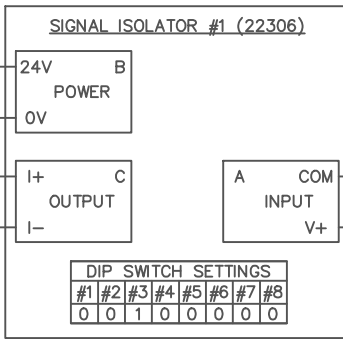 SIGNAL ISOLATOR #1 (22306)
24V B
POWER
0V
I+ C
OUTPUT
I-
A COM
INPUT
V+
DIP SWITCH SETTINGS
#1 #2 #3 #4 #5 #6 #7 #8
0 0 1 0 0 0 0 0